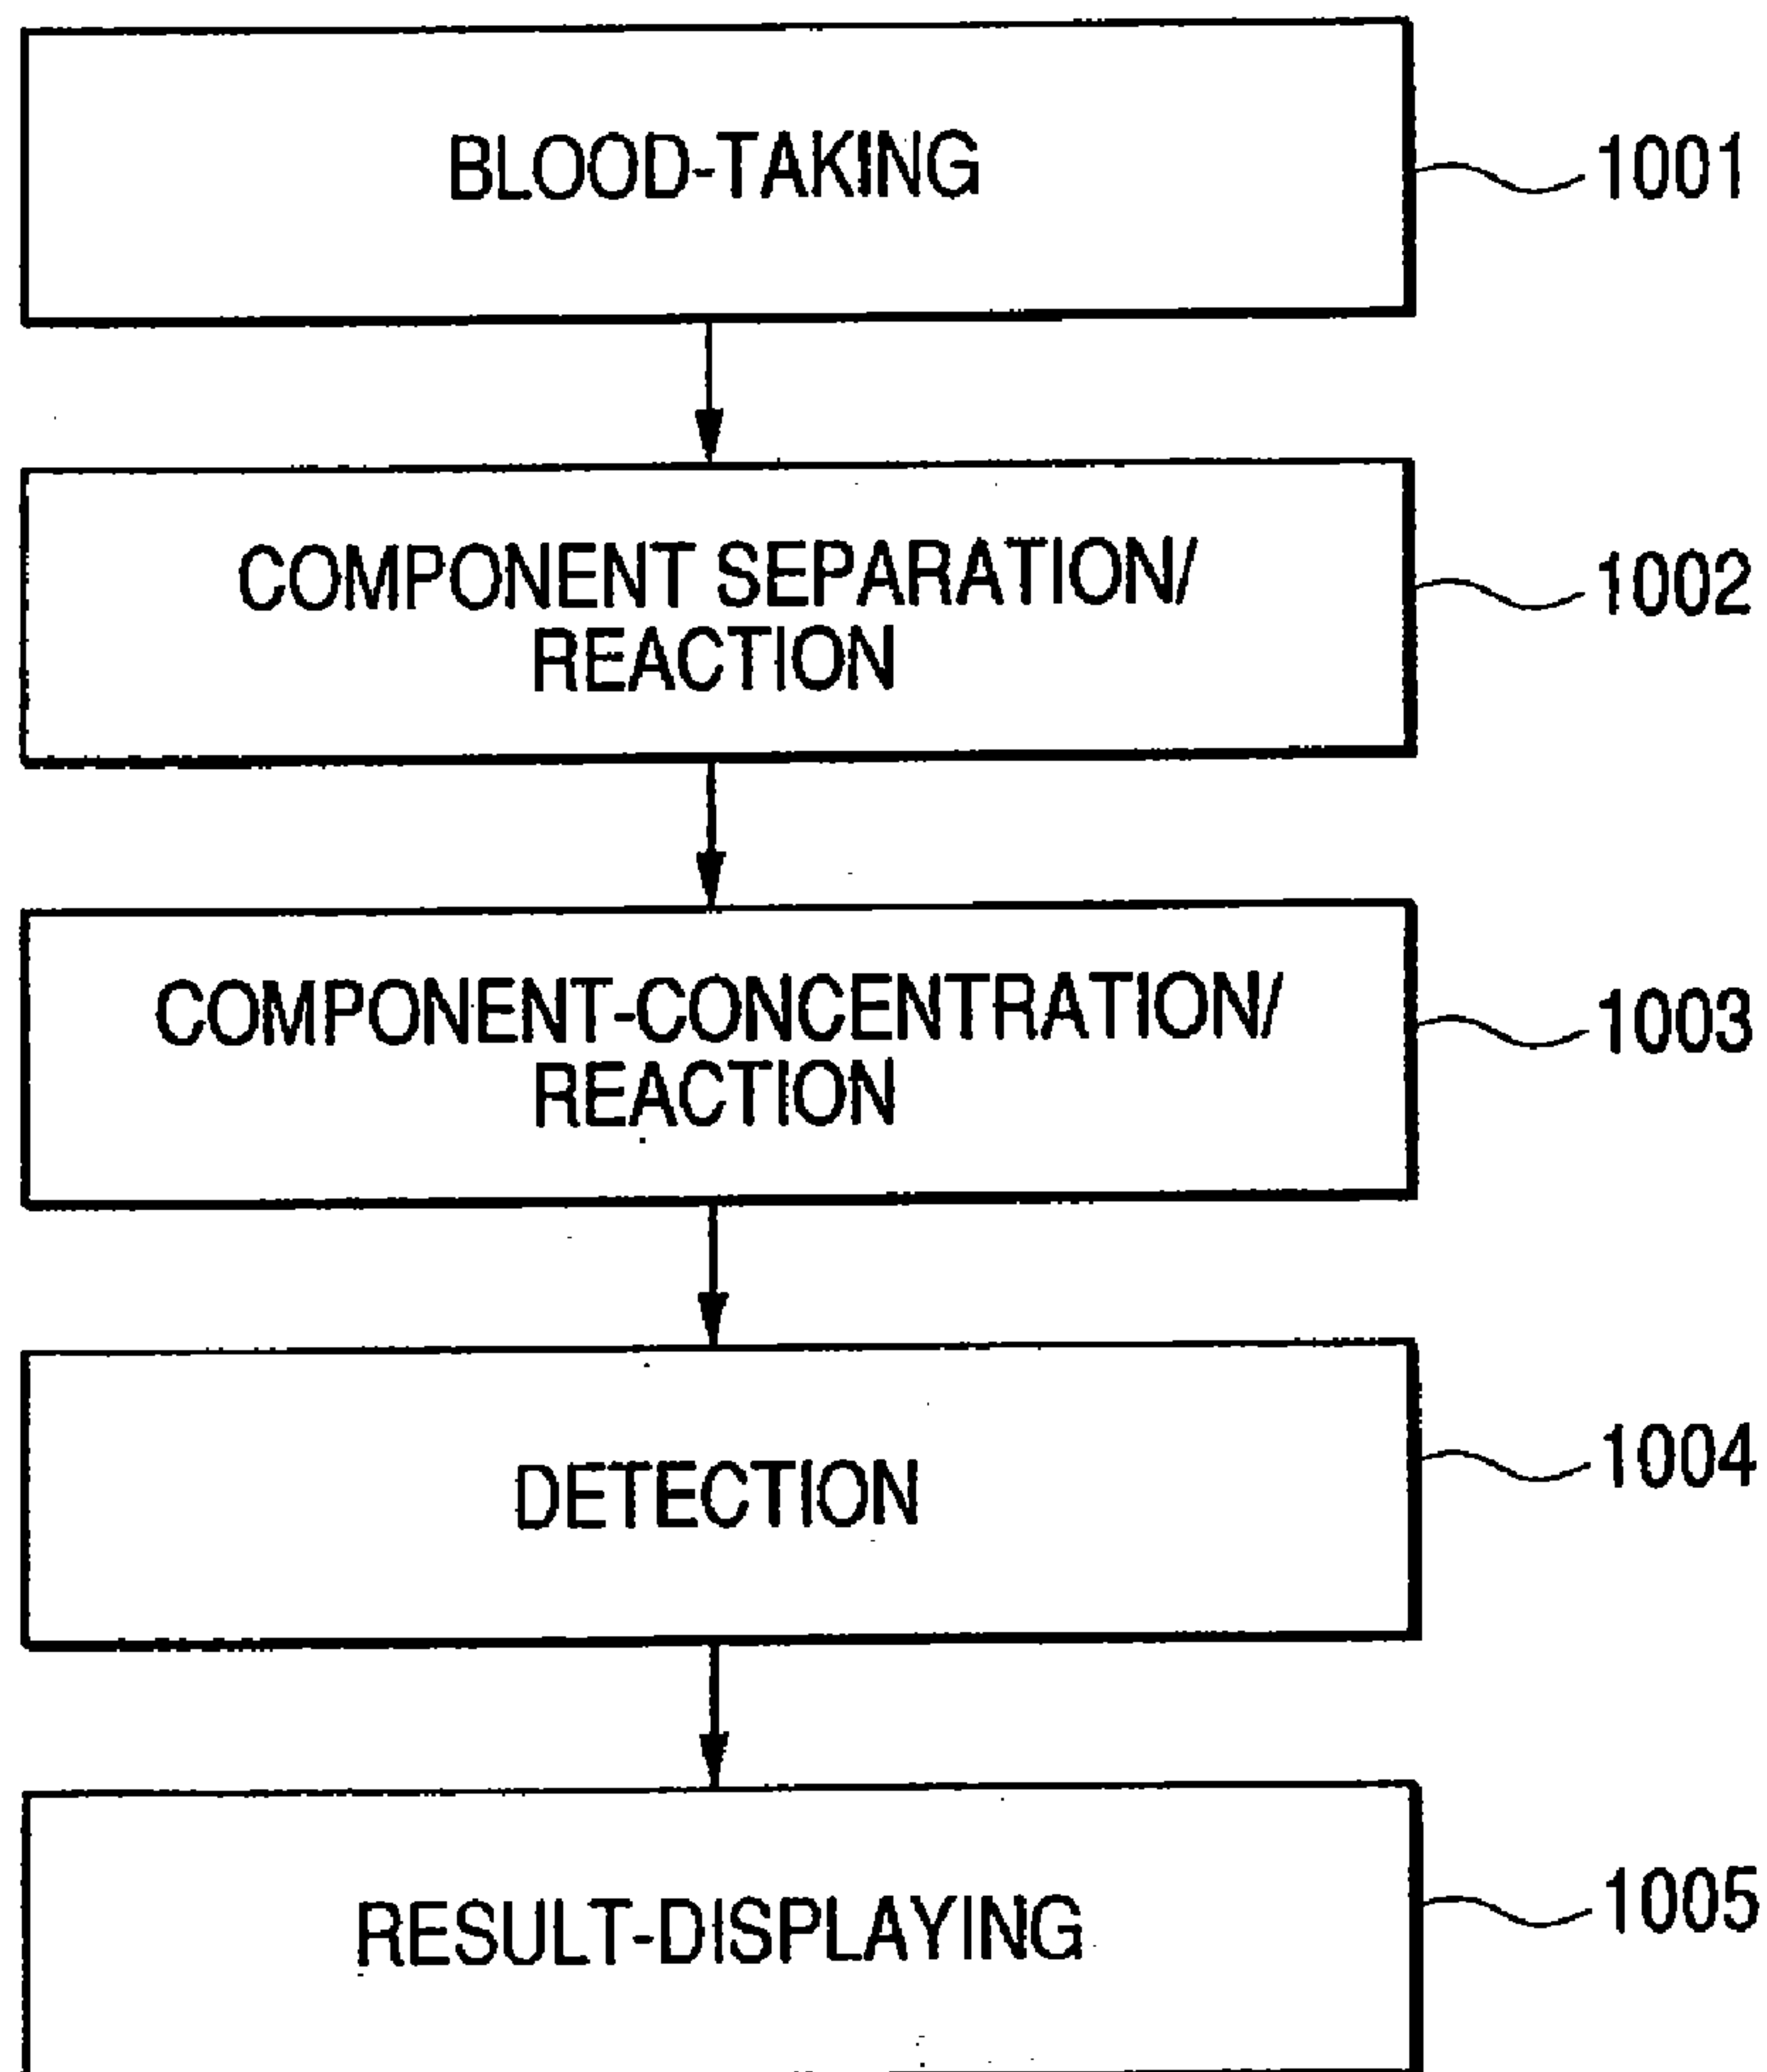 BLOOD-TAKING
1001
COMPONENT SEPARATION/
REACTION
1002
COMPONENT-CONCENTRATION/
REACTION
1003
DETECTION
1004
RESULT-DISPLAYING
1005